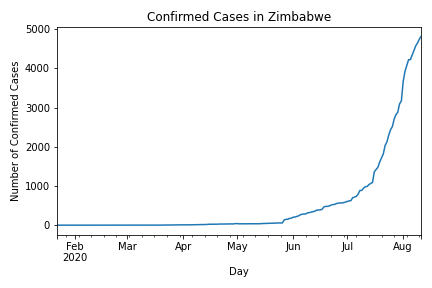 Confirmed Cases in Zimbabwe
5000
4000
3000
2000
1000
0
Number of Confirmed Cases
Feb Mar Apr May Jun Jul Aug
2020
Day